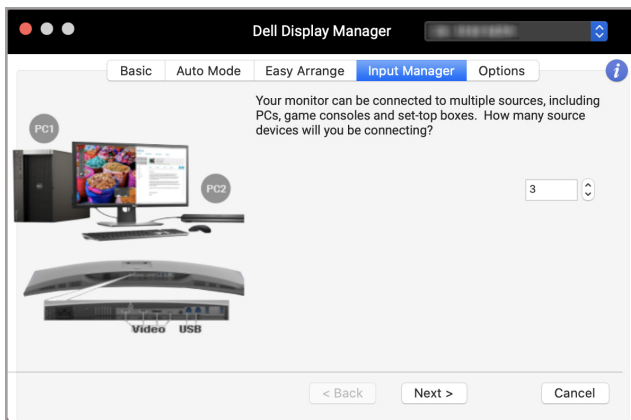 Dell Display Manager
Basic
Auto Mode
Easy Arrange
Input Manager
Options
i
Your monitor can be connected to multiple sources, including
PCs, game consoles and set-top boxes. How many source
devices will you be connecting?
PC1
PC2
3
Video
USB
< Back
Next >
Cancel